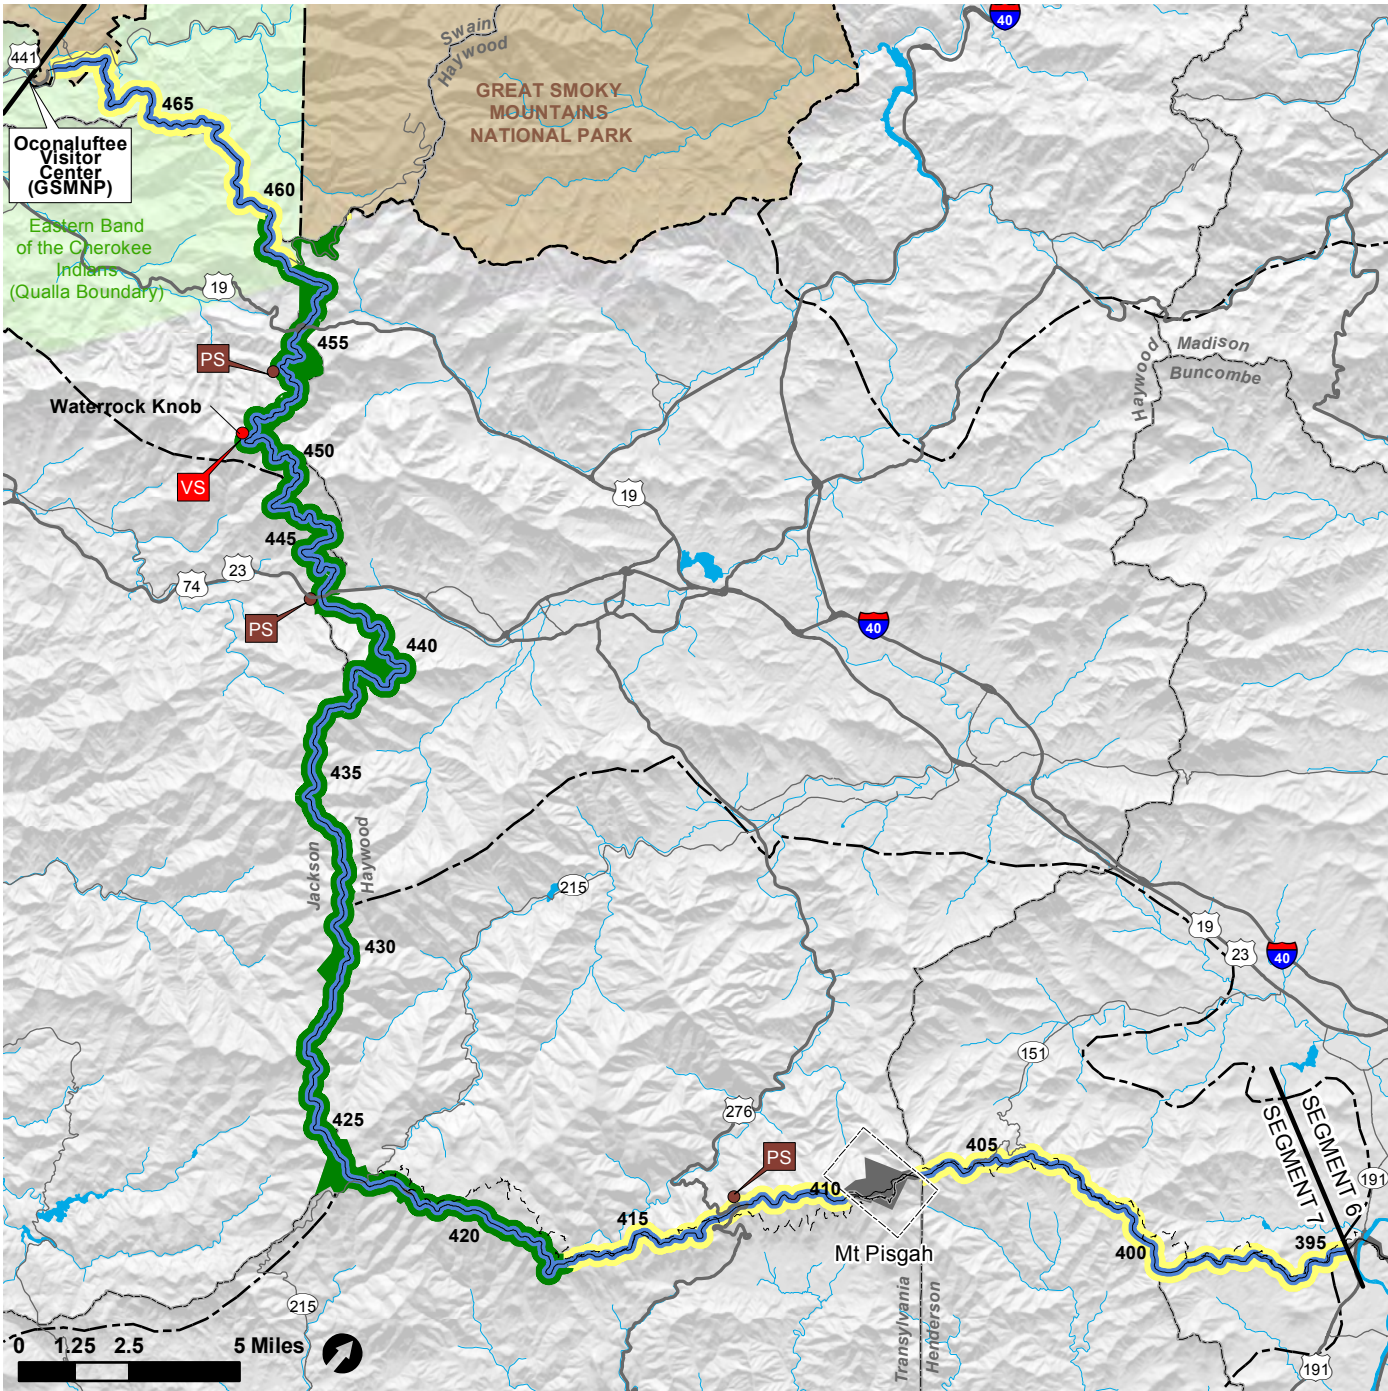 40
Swain
Haywood
441
GREAT SMOKY
MOUNTAINS
NATIONAL PARK
465
Oconaluftee
Visitor
Center
(GSMNP)
460
Eastern Band
of the Cherokee
Indians
(Qualla Boundary)
19
455
PS
Madison
Buncombe
Haywood
Waterrock Knob
450
VS
19
445
23
74
PS
40
440
435
Jackson
Haywood
215
430
19
23
40
151
425
276
SEGMENT 6
SEGMENT 7
405
PS
410
191
415
420
400
395
Mt Pisgah
Transylvania
Henderson
215
0 1.25 2.5 5 Miles
191